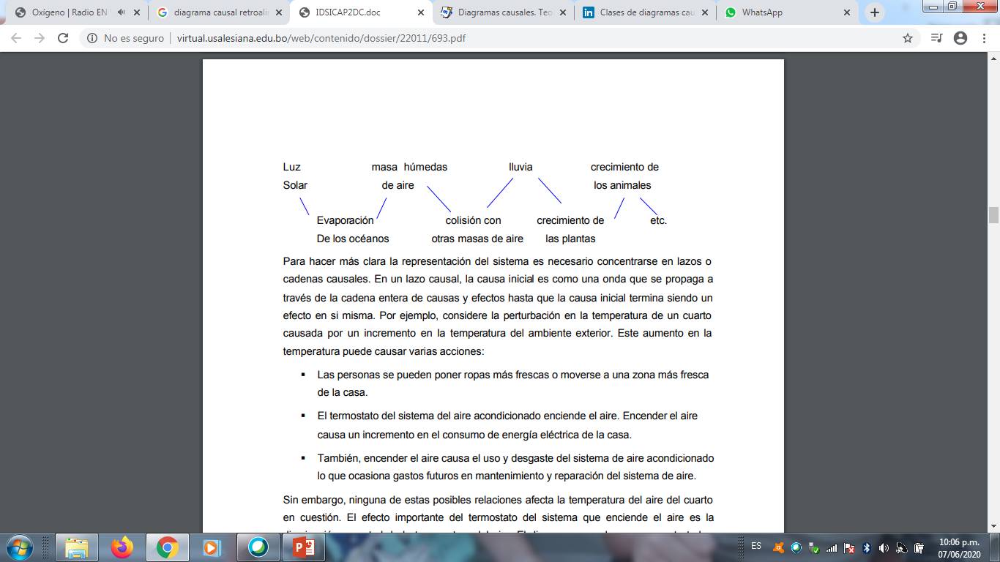 Oxígeno | Radio EN
diagrama causal retroali
IDSICAP2DC.doc
Diagramas causales. Teo
Clases de diagramas cau
WhatsApp
No es seguro | virtual.usalesiana.edu.bo/web/contenido/dossier/22011/693.pdf
Luz masa húmedas lluvia crecimiento de
Solar de aire los animales
Evaporación colisión con crecimiento de etc.
De los océanos otras masas de aire las plantas
Para hacer más clara la representación del sistema es necesario concentrarse en lazos o
cadenas causales. En un lazo causal, la causa inicial es como una onda que se propaga a
través de la cadena entera de causas y efectos hasta que la causa inicial termina siendo un
efecto en si misma. Por ejemplo, considere la perturbación en la temperatura de un cuarto
causada por un incremento en la temperatura del ambiente exterior. Este aumento en la
temperatura puede causar varias acciones:
▪ Las personas se pueden poner ropas más frescas o moverse a una zona más fresca
de la casa.
▪ El termostato del sistema del aire acondicionado enciende el aire. Encender el aire
causa un incremento en el consumo de energía eléctrica de la casa.
▪ También, encender el aire causa el uso y desgaste del sistema de aire acondicionado
lo que ocasiona gastos futuros en mantenimiento y reparación del sistema de aire.
Sin embargo, ninguna de estas posibles relaciones afecta la temperatura del aire del cuarto
en cuestión. El efecto importante del termostato del sistema que enciende el aire es la
ES
10:06 p.m.
07/06/2020